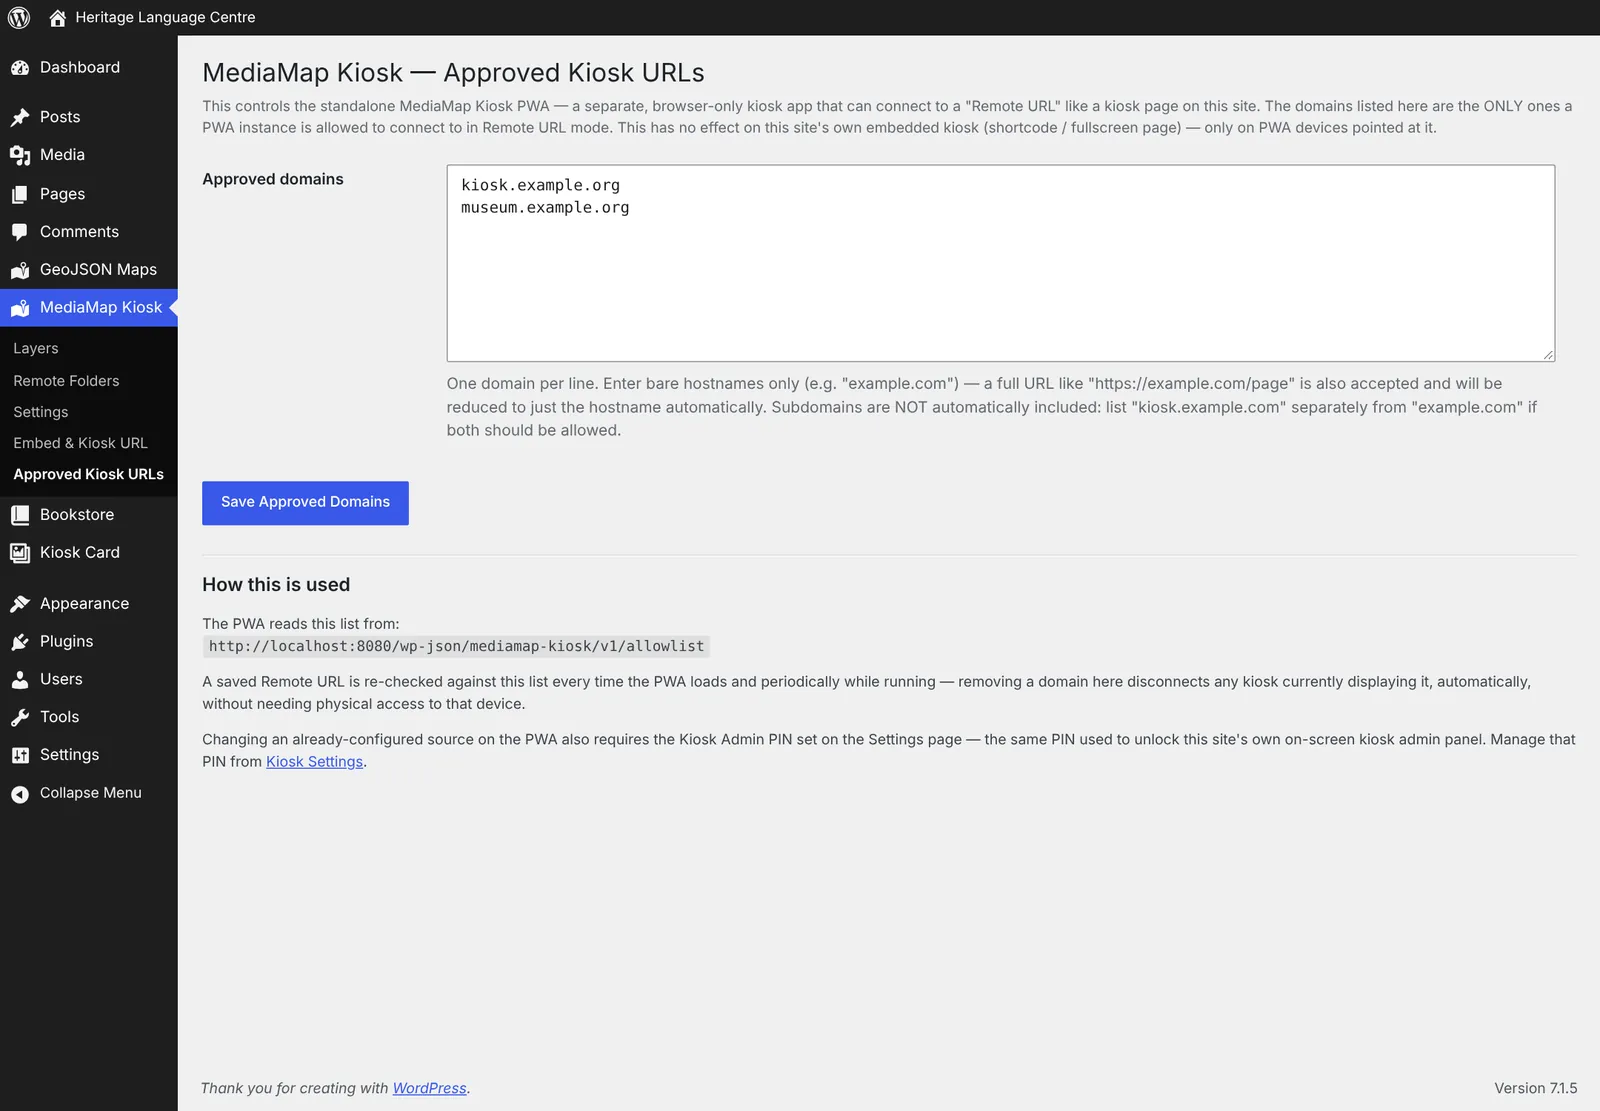 Heritage Language Centre
Dashboard
Posts
Media
Pages
Comments
GeoJSON Maps
MediaMap Kiosk
Layers
Remote Folders
Settings
Embed & Kiosk URL
Approved Kiosk URLs
Bookstore
Kiosk Card
Appearance
Plugins
Users
Tools
Settings
Collapse Menu
MediaMap Kiosk — Approved Kiosk URLs
This controls the standalone MediaMap Kiosk PWA — a separate, browser-only kiosk app that can connect to a "Remote URL" like a kiosk page on this site. The domains listed here are the ONLY ones a
PWA instance is allowed to connect to in Remote URL mode. This has no effect on this site's own embedded kiosk (shortcode / fullscreen page) — only on PWA devices pointed at it.
Approved domains
kiosk.example.org
museum.example.org
One domain per line. Enter bare hostnames only (e.g. "example.com") — a full URL like "https://example.com/page" is also accepted and will be
reduced to just the hostname automatically. Subdomains are NOT automatically included: list "kiosk.example.com" separately from "example.com" if
both should be allowed.
Save Approved Domains
How this is used
The PWA reads this list from:
http://localhost:8080/wp-json/mediamap-kiosk/v1/allowlist
A saved Remote URL is re-checked against this list every time the PWA loads and periodically while running — removing a domain here disconnects any kiosk currently displaying it, automatically,
without needing physical access to that device.
Changing an already-configured source on the PWA also requires the Kiosk Admin PIN set on the Settings page — the same PIN used to unlock this site's own on-screen kiosk admin panel. Manage that
PIN from Kiosk Settings.
Thank you for creating with WordPress.
Version 7.1.5